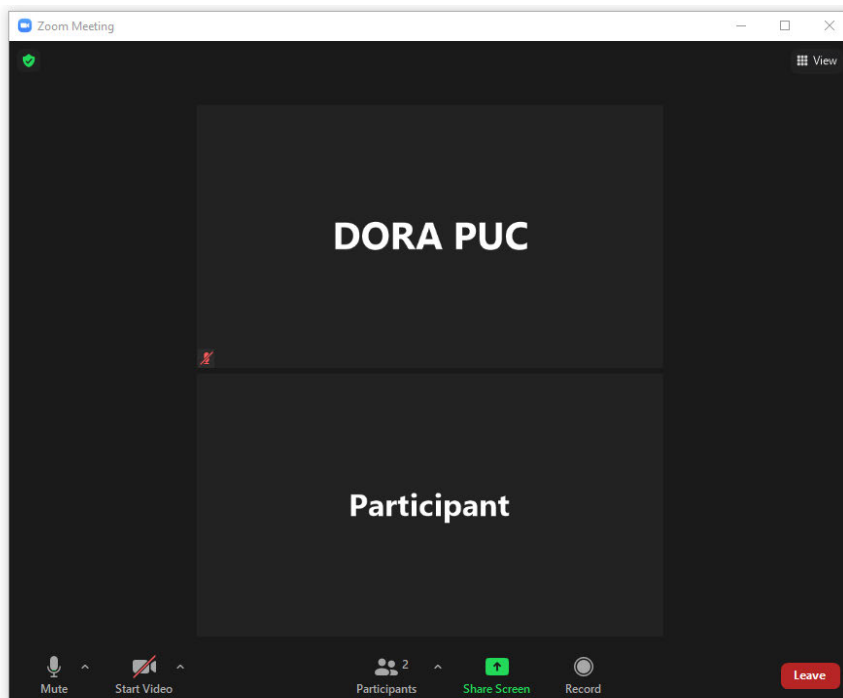 Zoom Meeting
View
DORA PUC
Participant
Mute
Start Video
Participants
2
Share Screen
Record
Leave